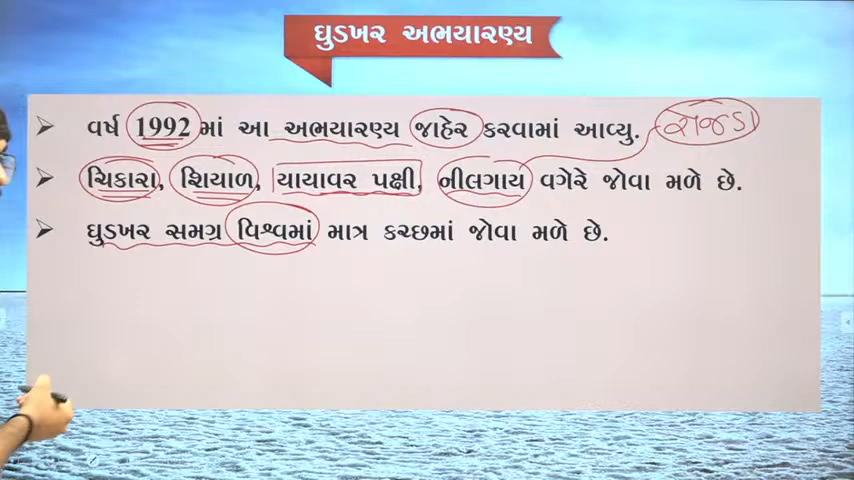 ઘુડખર અભયારણ્ય
વર્ષ 1992 માં આ અભયારણ્ય જાહેર કરવામાં આવ્યુ.
રોજડા
ચિકારા, શિયાળ, યાયાવર પક્ષી, નીલગાય વગેરે જોવા મળે છે.
ઘુડખર સમગ્ર વિશ્વમાં માત્ર કચ્છમાં જોવા મળે છે.